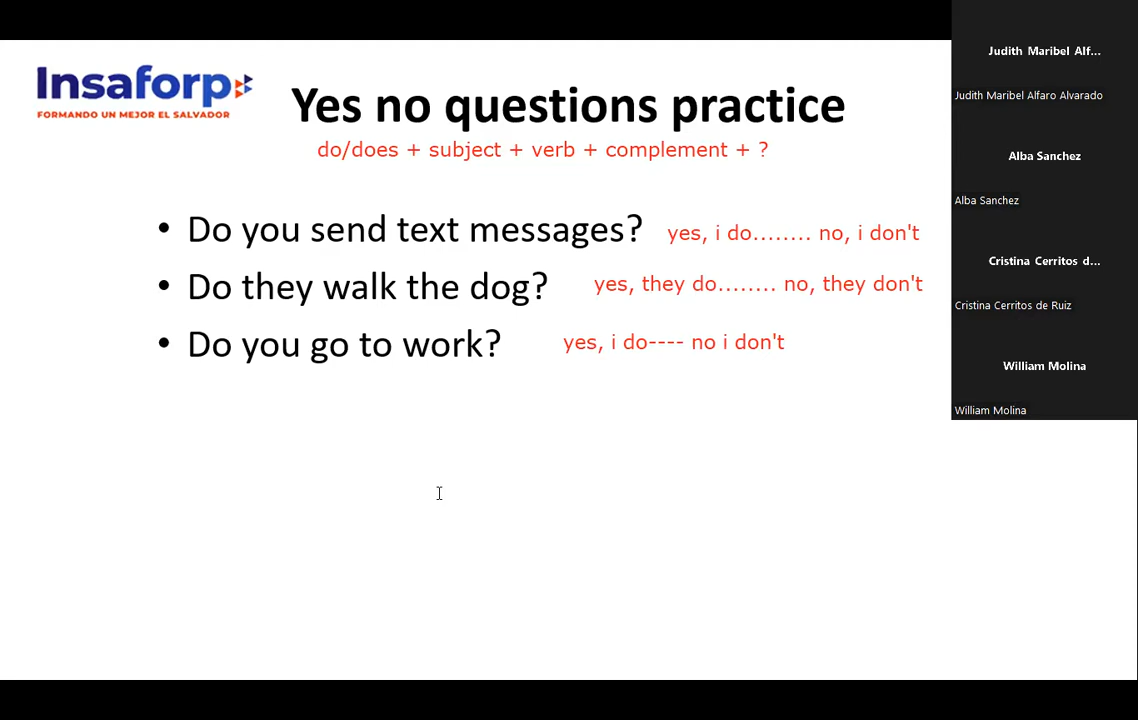 Insaforp
FORMANDO UN MEJOR EL SALVADOR
Yes no questions practice
do/does + subject + verb + complement + ?
• Do you send text messages? yes, i do........ no, i don't
• Do they walk the dog? yes, they do........ no, they don't
• Do you go to work? yes, i do---- no i don't
Judith Maribel Alf...
Judith Maribel Alfaro Alvarado
Alba Sanchez
Alba Sanchez
Cristina Cerritos d...
Cristina Cerritos de Ruiz
William Molina
William Molina